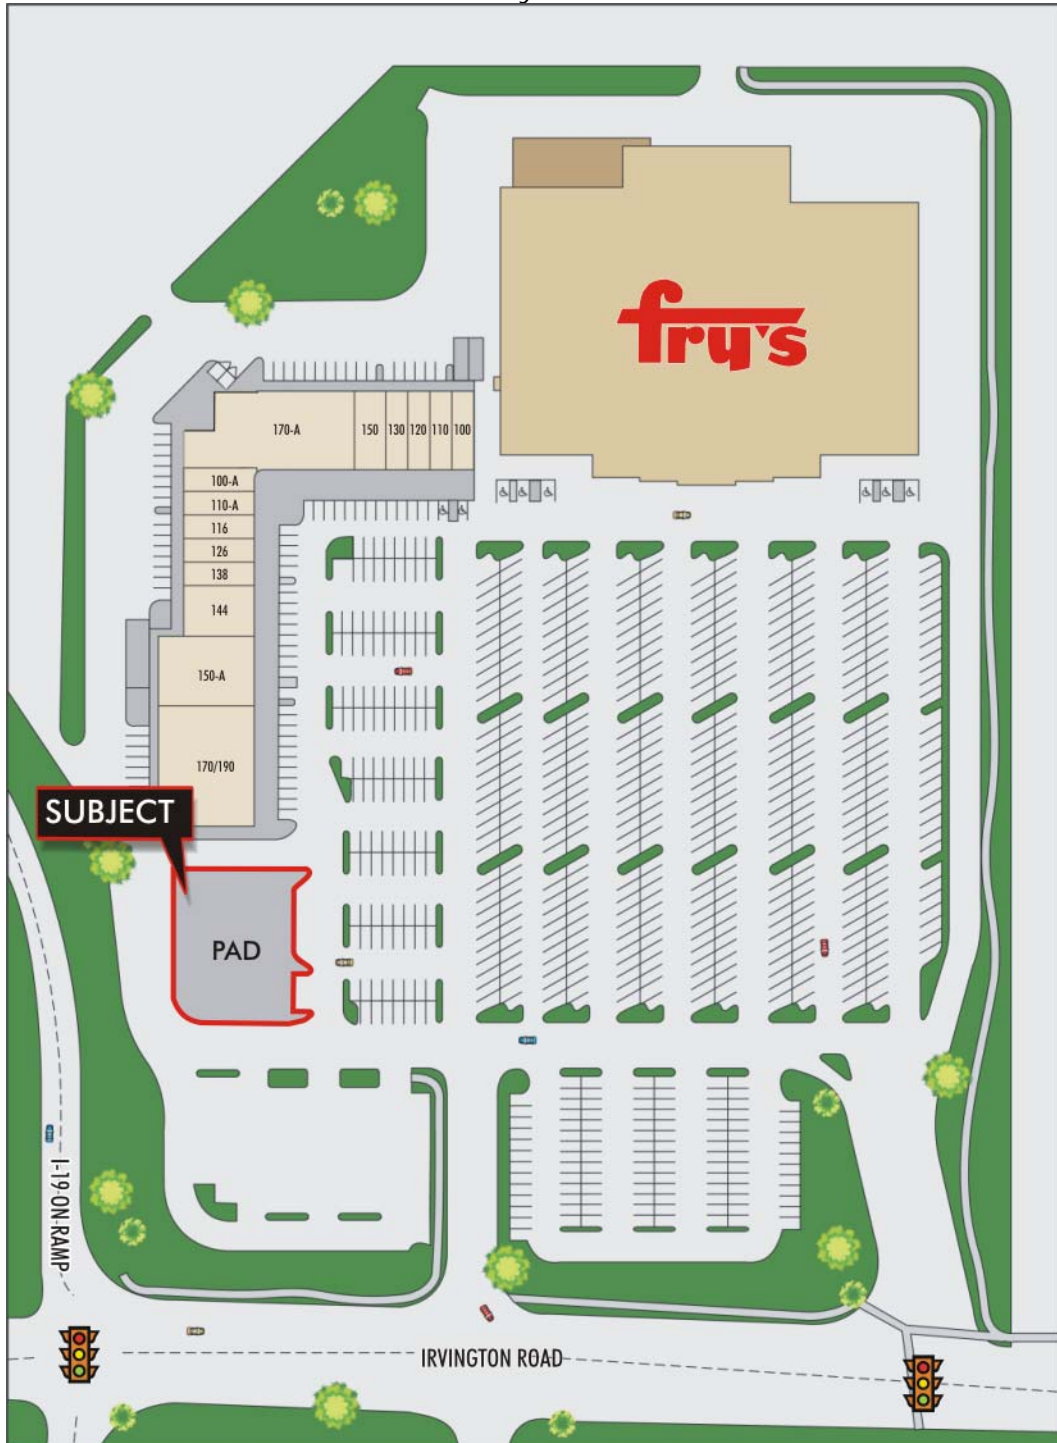 fry's
170-A
150
130
120
110
100
100-A
110-A
116
126
138
144
150-A
170/190
SUBJECT
PAD
I-19 ON-RAMP
IRVINGTON ROAD